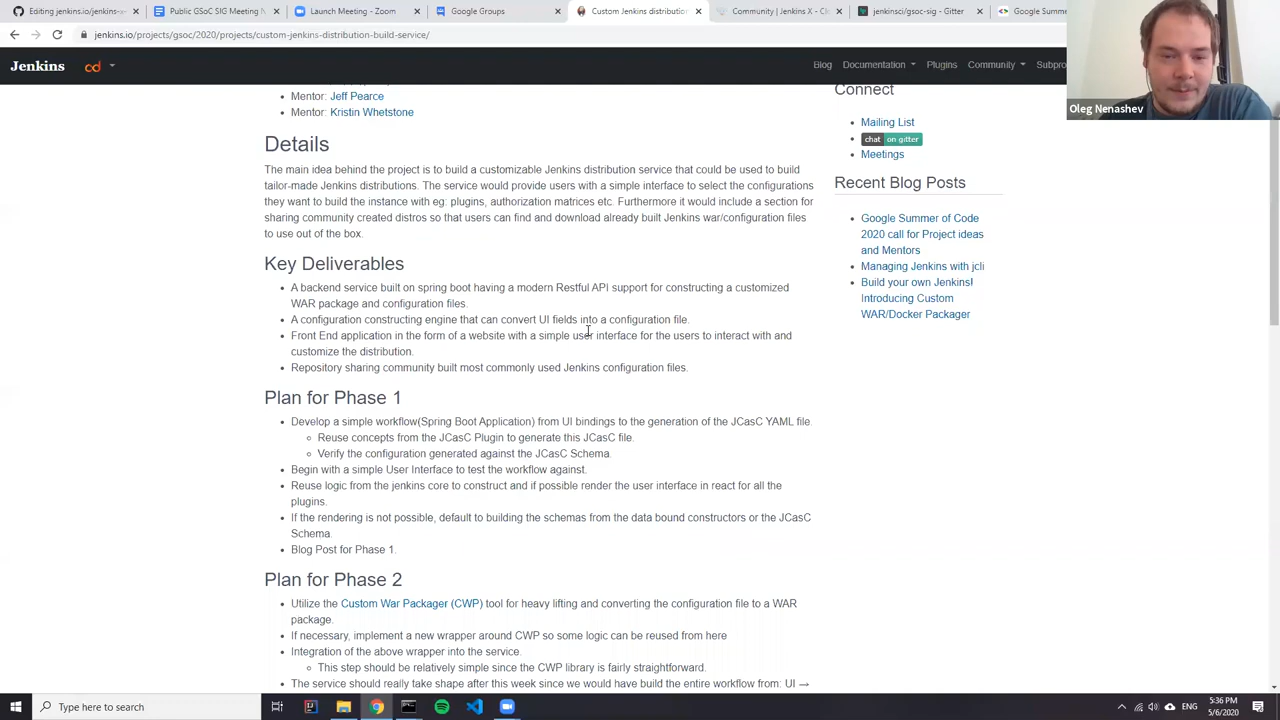 Editing jenkins.io/jenkins-x-
Public GSoC SIG Meeting N
Launch Meeting - Zoom
Google Groups
Custom Jenkins distribution
Community | Jenkins X - Cl
jenkinsci/gsoc-sig - Gitter
Google Summ
jenkins.io/projects/gsoc/2020/projects/custom-jenkins-distribution-build-service/
Jenkins
cd
Blog Documentation Plugins Community Subpro
Oleg Nenashev
Mentor: Jeff Pearce
Mentor: Kristin Whetstone
Details
The main idea behind the project is to build a customizable Jenkins distribution service that could be used to build
tailor-made Jenkins distributions. The service would provide users with a simple interface to select the configurations
they want to build the instance with eg: plugins, authorization matrices etc. Furthermore it would include a section for
sharing community created distros so that users can find and download already built Jenkins war/configuration files
to use out of the box.
Key Deliverables
A backend service built on spring boot having a modern Restful API support for constructing a customized
WAR package and configuration files.
A configuration constructing engine that can convert UI fields into a configuration file.
Front End application in the form of a website with a simple user interface for the users to interact with and
customize the distribution.
Repository sharing community built most commonly used Jenkins configuration files.
Plan for Phase 1
Develop a simple workflow(Spring Boot Application) from UI bindings to the generation of the JCasC YAML file.
Reuse concepts from the JCasC Plugin to generate this JCasC file.
Verify the configuration generated against the JCasC Schema.
Begin with a simple User Interface to test the workflow against.
Reuse logic from the jenkins core to construct and if possible render the user interface in react for all the
plugins.
If the rendering is not possible, default to building the schemas from the data bound constructors or the JCasC
Schema.
Blog Post for Phase 1.
Plan for Phase 2
Utilize the Custom War Packager (CWP) tool for heavy lifting and converting the configuration file to a WAR
package.
If necessary, implement a new wrapper around CWP so some logic can be reused from here
Integration of the above wrapper into the service.
This step should be relatively simple since the CWP library is fairly straightforward.
The service should really take shape after this week since we would have build the entire workflow from: UI →
Connect
Mailing List
chat on gitter
Meetings
Recent Blog Posts
Google Summer of Code
2020 call for Project ideas
and Mentors
Managing Jenkins with jcli
Build your own Jenkins!
Introducing Custom
WAR/Docker Packager
Type here to search
ENG
5:36 PM
5/6/2020